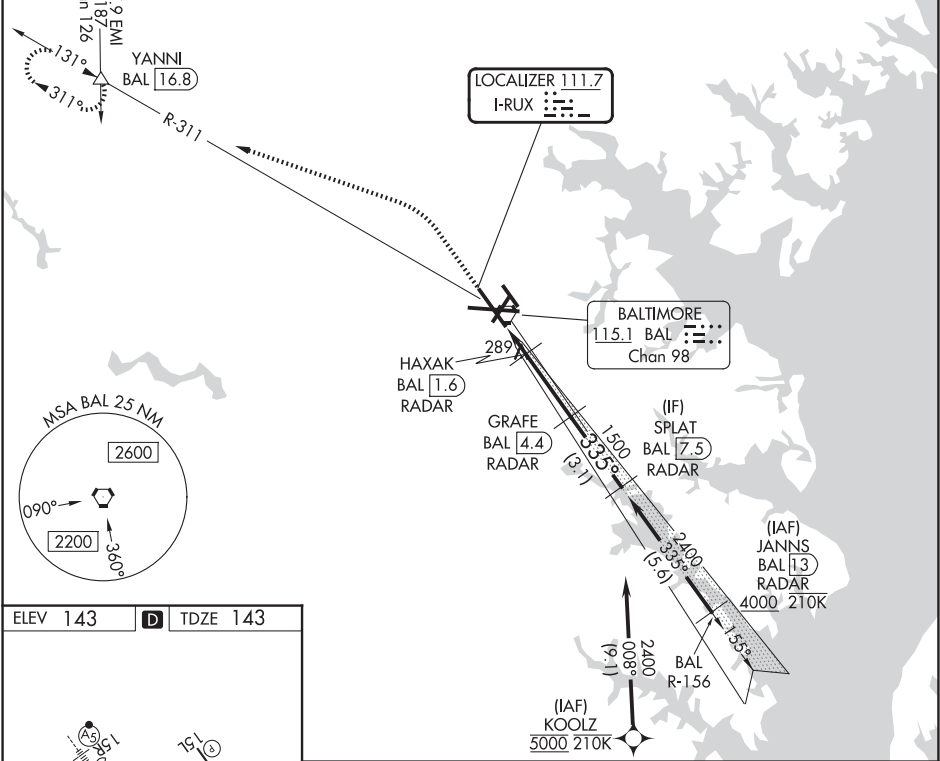 .9 EMI
187
n 126
131°
311°
YANNI
BAL 16.8
R-311
LOCALIZER 111.7
I-RUX
BALTIMORE
115.1 BAL
Chan 98
289
HAXAK
BAL 1.6
RADAR
GRAFE
BAL 4.4
RADAR
1500
335°
(3.1)
(IF)
SPLAT
BAL 7.5
RADAR
2400
335°
(5.6)
(IAF)
JANNS
BAL 13
RADAR
4000 210K
155°
BAL
R-156
2400
008°
(9.1)
(IAF)
KOOLZ
5000 210K
MSA BAL 25 NM
2600
090°
2200
360°
ELEV 143 D TDZE 143
A5
15R
15L
P